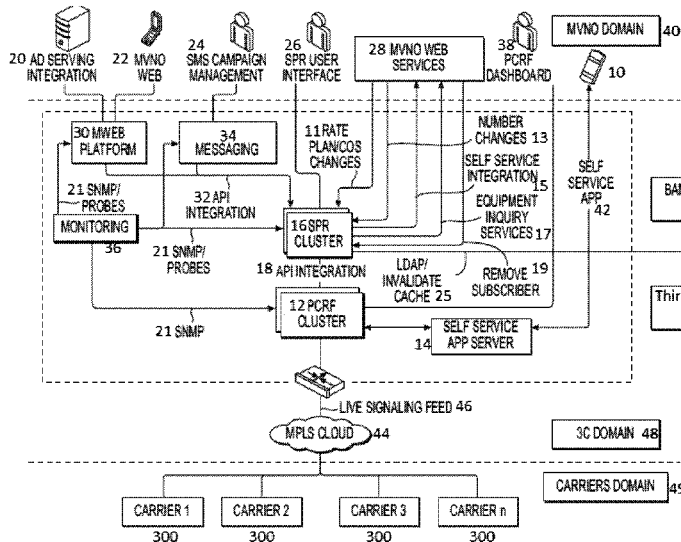 20 AD SERVING
INTEGRATION
22 MVNO
WEB
24
SMS CAMPAIGN
MANAGEMENT
26
SPR USER
INTERFACE
28 MVNO WEB
SERVICES
38
PCRF
DASHBOARD
MVNO DOMAIN 40
10
30 MWEB
PLATFORM
34
MESSAGING
11 RATE
PLAN/COS
CHANGES
NUMBER
CHANGES 13
SELF SERVICE
INTEGRATION
15
EQUIPMENT
INQUIRY
SERVICES 17
SELF
SERVICE
APP
42
21 SNMP/
PROBES
32 API
INTEGRATION
MONITORING
36
21 SNMP/
PROBES
16 SPR
CLUSTER
18 API INTEGRATION
LDAP/
INVALIDATE
CACHE 25
19
REMOVE
SUBSCRIBER
21 SNMP
12 PCRF
CLUSTER
14
SELF SERVICE
APP SERVER
LIVE SIGNALING FEED 46
MPLS CLOUD 44
3C DOMAIN 48
CARRIERS DOMAIN
CARRIER 1
300
CARRIER 2
300
CARRIER 3
300
CARRIER n
300